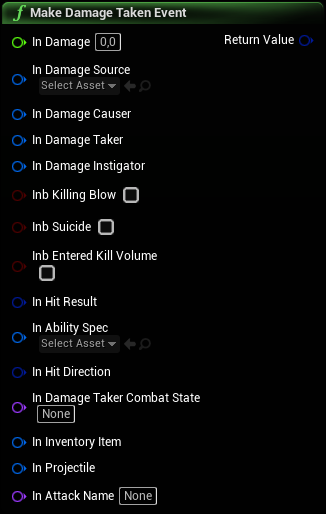 f Make Damage Taken Event
In Damage 0,0 Return Value
In Damage Source
Select Asset
In Damage Causer
In Damage Taker
In Damage Instigator
Inb Killing Blow
Inb Suicide
Inb Entered Kill Volume
In Hit Result
In Ability Spec
Select Asset
In Hit Direction
In Damage Taker Combat State
None
In Inventory Item
In Projectile
In Attack Name None